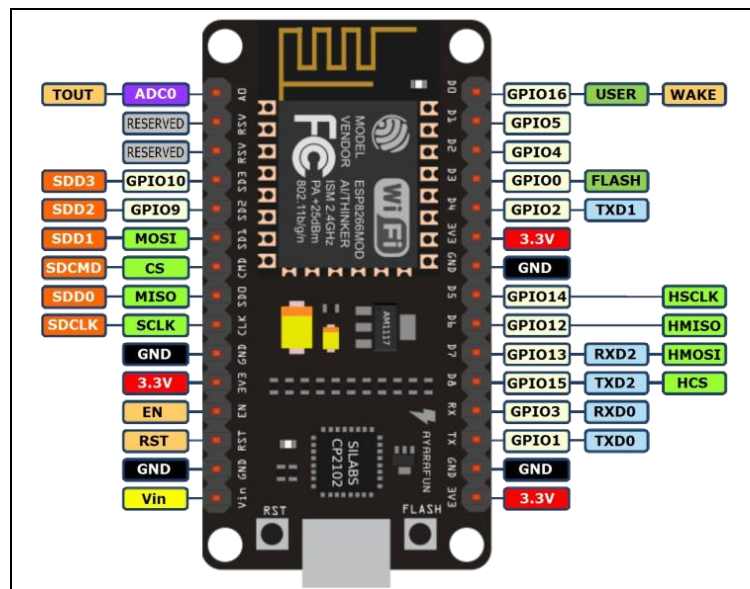 TOUT ADC0 A0 D0 GPIO16 USER WAKE
RESERVED RSV D1 GPIO5
RESERVED RSV D2 GPIO4
SDD3 GPIO10 SD3 D3 GPIO0 FLASH
SDD2 GPIO9 SD2 D4 GPIO2 TXD1
SDD1 MOSI SD1 3V3 3.3V
SDCMD CS CMD GND GND
SDD0 MISO SD0 D5 GPIO14 HSCLK
SDCLK SCLK CLK D6 GPIO12 HMISO
GND GND D7 GPIO13 RXD2 HMOSI
3.3V 3V3 D8 GPIO15 TXD2 HCS
EN EN RX GPIO3 RXD0
RST RST TX GPIO1 TXD0
GND GND GND GND
Vin Vin 3V3 3.3V
MODEL ESP8266MOD
VENDOR AI/THINKER
ISM 2.4GHz
PA +25dBm
802.11b/g/n
FC
Wi Fi
AM1117
SILABS
CP2102
AYARAFUN
RST
FLASH